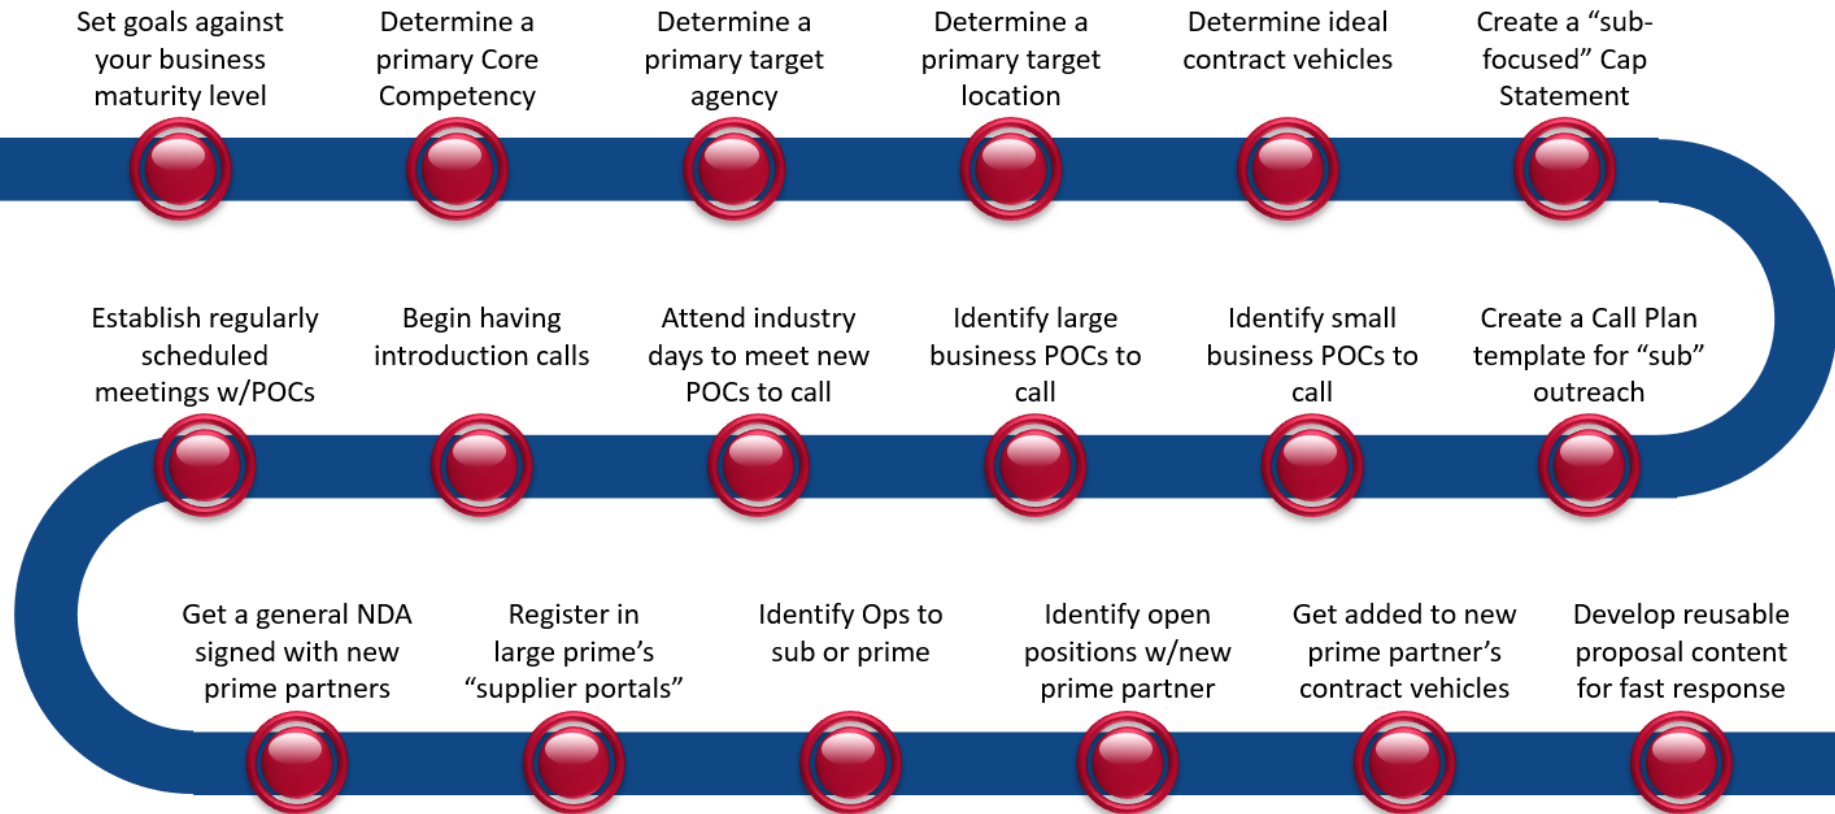 Set goals against
your business
maturity level
Determine a
primary Core
Competency
Determine a
primary target
agency
Determine a
primary target
location
Determine ideal
contract vehicles
Create a “sub-
focused” Cap
Statement
Establish regularly
scheduled
meetings w/POCs
Begin having
introduction calls
Attend industry
days to meet new
POCs to call
Identify large
business POCs to
call
Identify small
business POCs to
call
Create a Call Plan
template for “sub”
outreach
Get a general NDA
signed with new
prime partners
Register in
large prime’s
“supplier portals”
Identify Ops to
sub or prime
Identify open
positions w/new
prime partner
Get added to new
prime partner’s
contract vehicles
Develop reusable
proposal content
for fast response